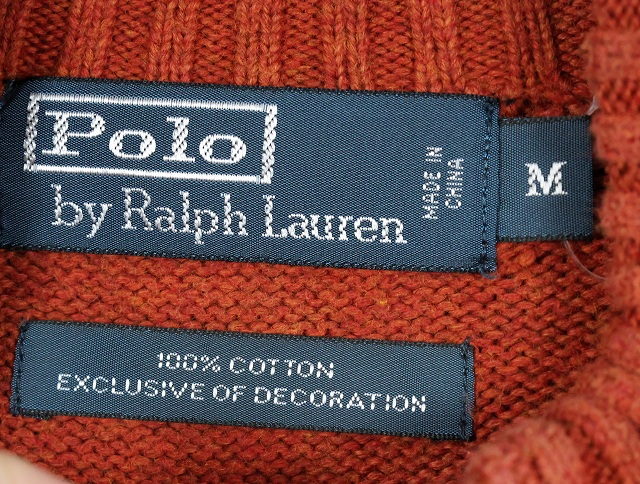 Polo
by Ralph Lauren
MADE IN
CHINA
M
100% COTTON
EXCLUSIVE OF DECORATION